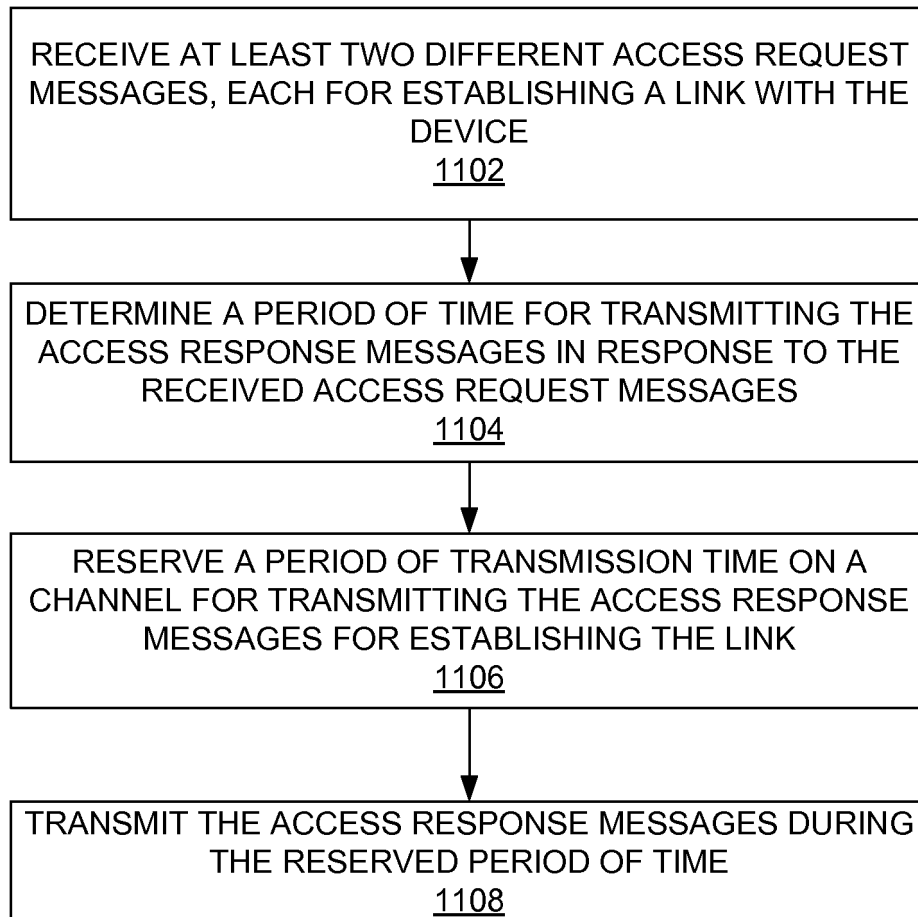 RECEIVE AT LEAST TWO DIFFERENT ACCESS REQUEST
MESSAGES, EACH FOR ESTABLISHING A LINK WITH THE
DEVICE
1102
DETERMINE A PERIOD OF TIME FOR TRANSMITTING THE
ACCESS RESPONSE MESSAGES IN RESPONSE TO THE
RECEIVED ACCESS REQUEST MESSAGES
1104
RESERVE A PERIOD OF TRANSMISSION TIME ON A
CHANNEL FOR TRANSMITTING THE ACCESS RESPONSE
MESSAGES FOR ESTABLISHING THE LINK
1106
TRANSMIT THE ACCESS RESPONSE MESSAGES DURING
THE RESERVED PERIOD OF TIME
1108